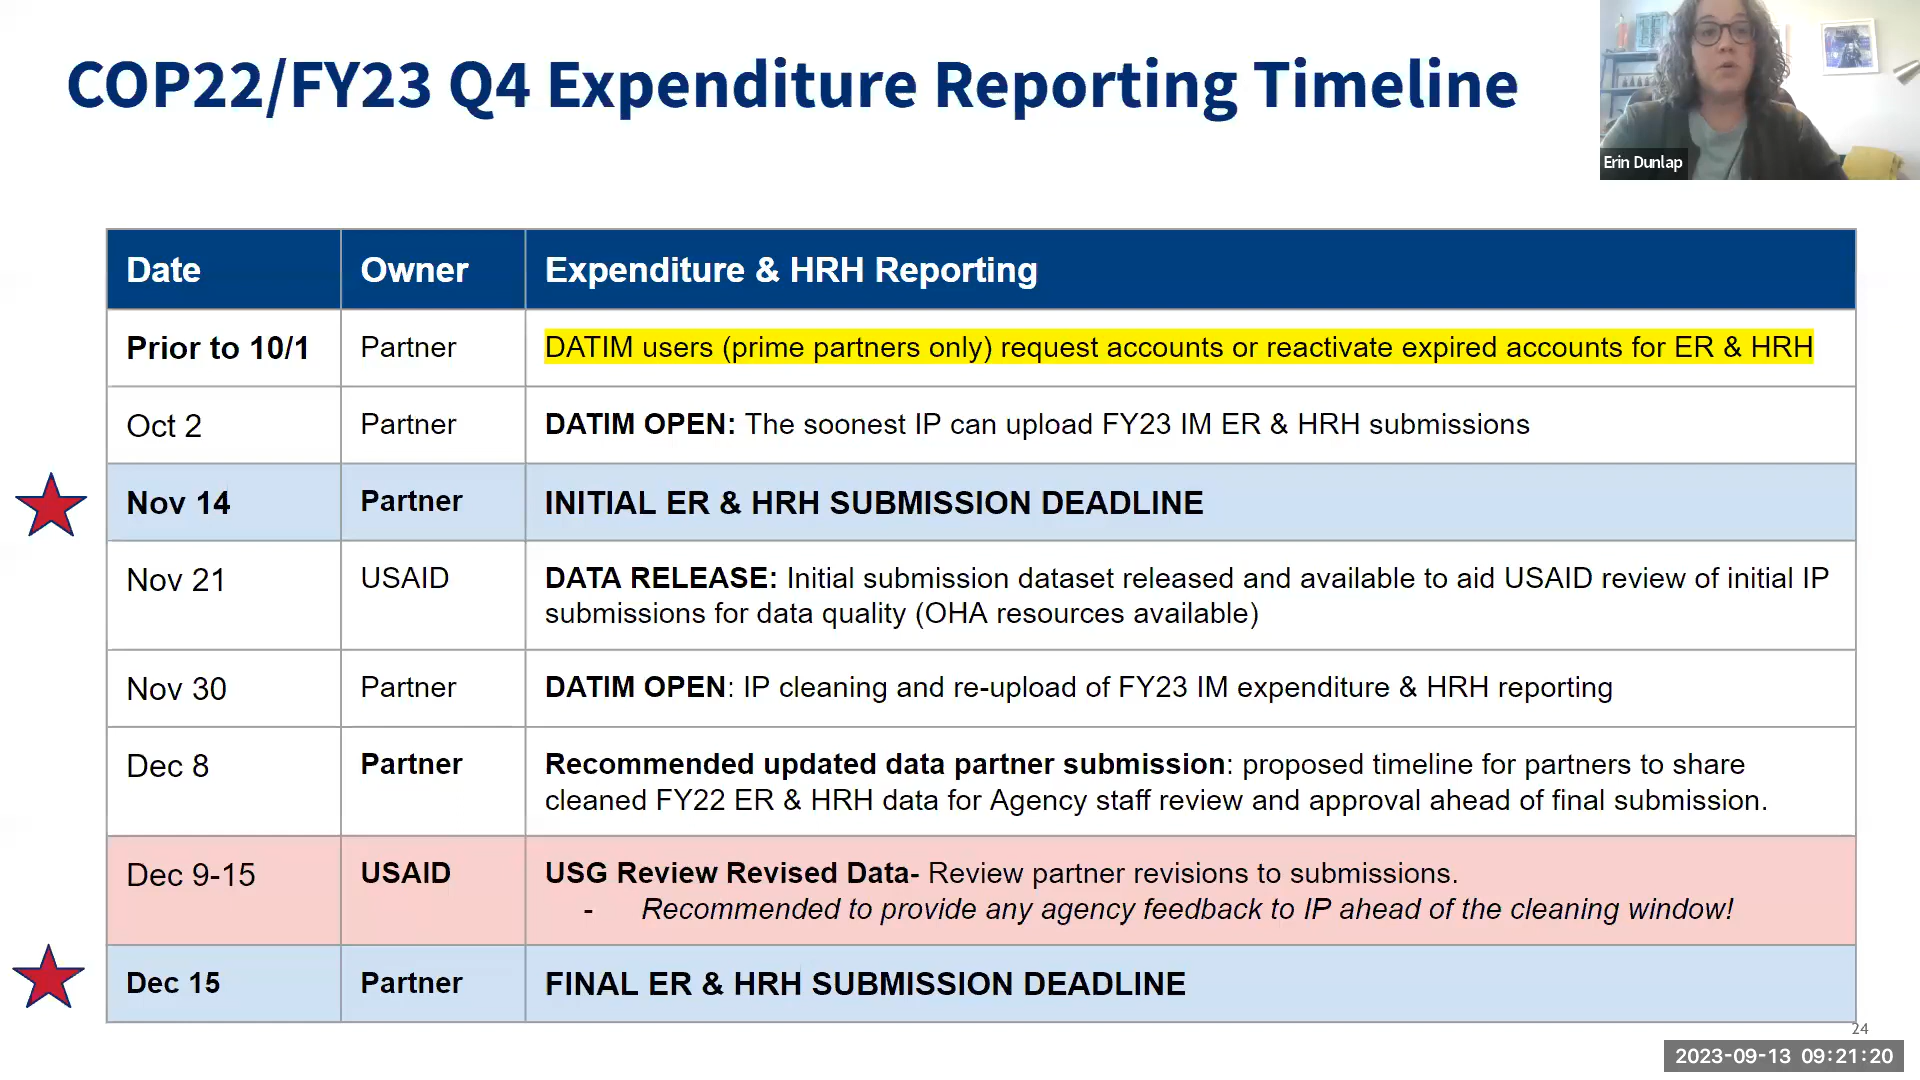 COP22/FY23 Q4 Expenditure Reporting Timeline
Erin Dunlap
Date Owner Expenditure & HRH Reporting
Prior to 10/1 Partner DATIM users (prime partners only) request accounts or reactivate expired accounts for ER & HRH
Oct 2 Partner DATIM OPEN: The soonest IP can upload FY23 IM ER & HRH submissions
Nov 14 Partner INITIAL ER & HRH SUBMISSION DEADLINE
Nov 21 USAID DATA RELEASE: Initial submission dataset released and available to aid USAID review of initial IP
submissions for data quality (OHA resources available)
Nov 30 Partner DATIM OPEN: IP cleaning and re-upload of FY23 IM expenditure & HRH reporting
Dec 8 Partner Recommended updated data partner submission: proposed timeline for partners to share
cleaned FY22 ER & HRH data for Agency staff review and approval ahead of final submission.
Dec 9-15 USAID USG Review Revised Data- Review partner revisions to submissions.
- Recommended to provide any agency feedback to IP ahead of the cleaning window!
Dec 15 Partner FINAL ER & HRH SUBMISSION DEADLINE
24
2023-09-13 09:21:20